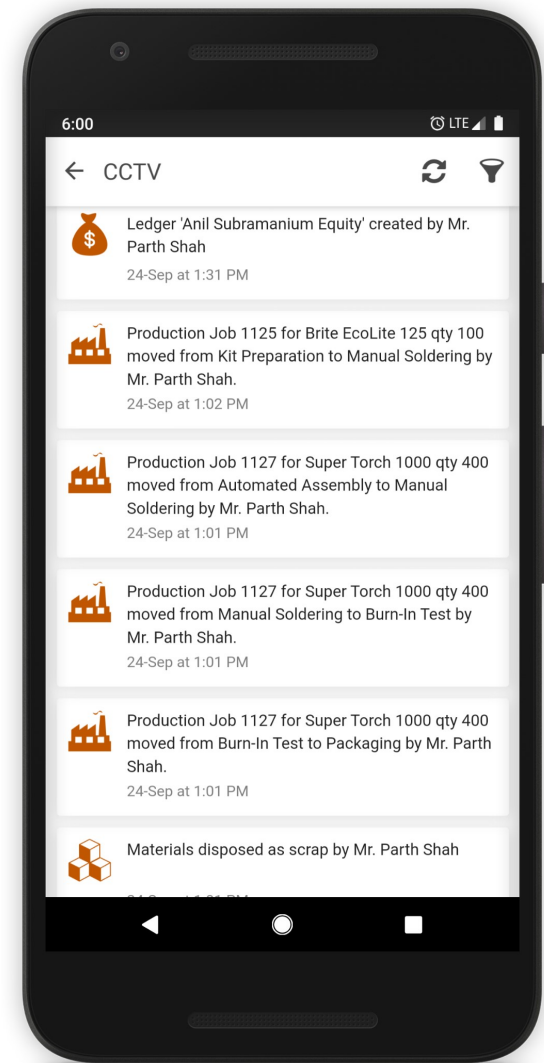 6:00
LTE
CCTV
$
Ledger 'Anil Subramanium Equity' created by Mr.
Parth Shah
24-Sep at 1:31 PM
Production Job 1125 for Brite EcoLite 125 qty 100
moved from Kit Preparation to Manual Soldering by
Mr. Parth Shah.
24-Sep at 1:02 PM
Production Job 1127 for Super Torch 1000 qty 400
moved from Automated Assembly to Manual
Soldering by Mr. Parth Shah.
24-Sep at 1:01 PM
Production Job 1127 for Super Torch 1000 qty 400
moved from Manual Soldering to Burn-In Test by
Mr. Parth Shah.
24-Sep at 1:01 PM
Production Job 1127 for Super Torch 1000 qty 400
moved from Burn-In Test to Packaging by Mr. Parth
Shah.
24-Sep at 1:01 PM
Materials disposed as scrap by Mr. Parth Shah